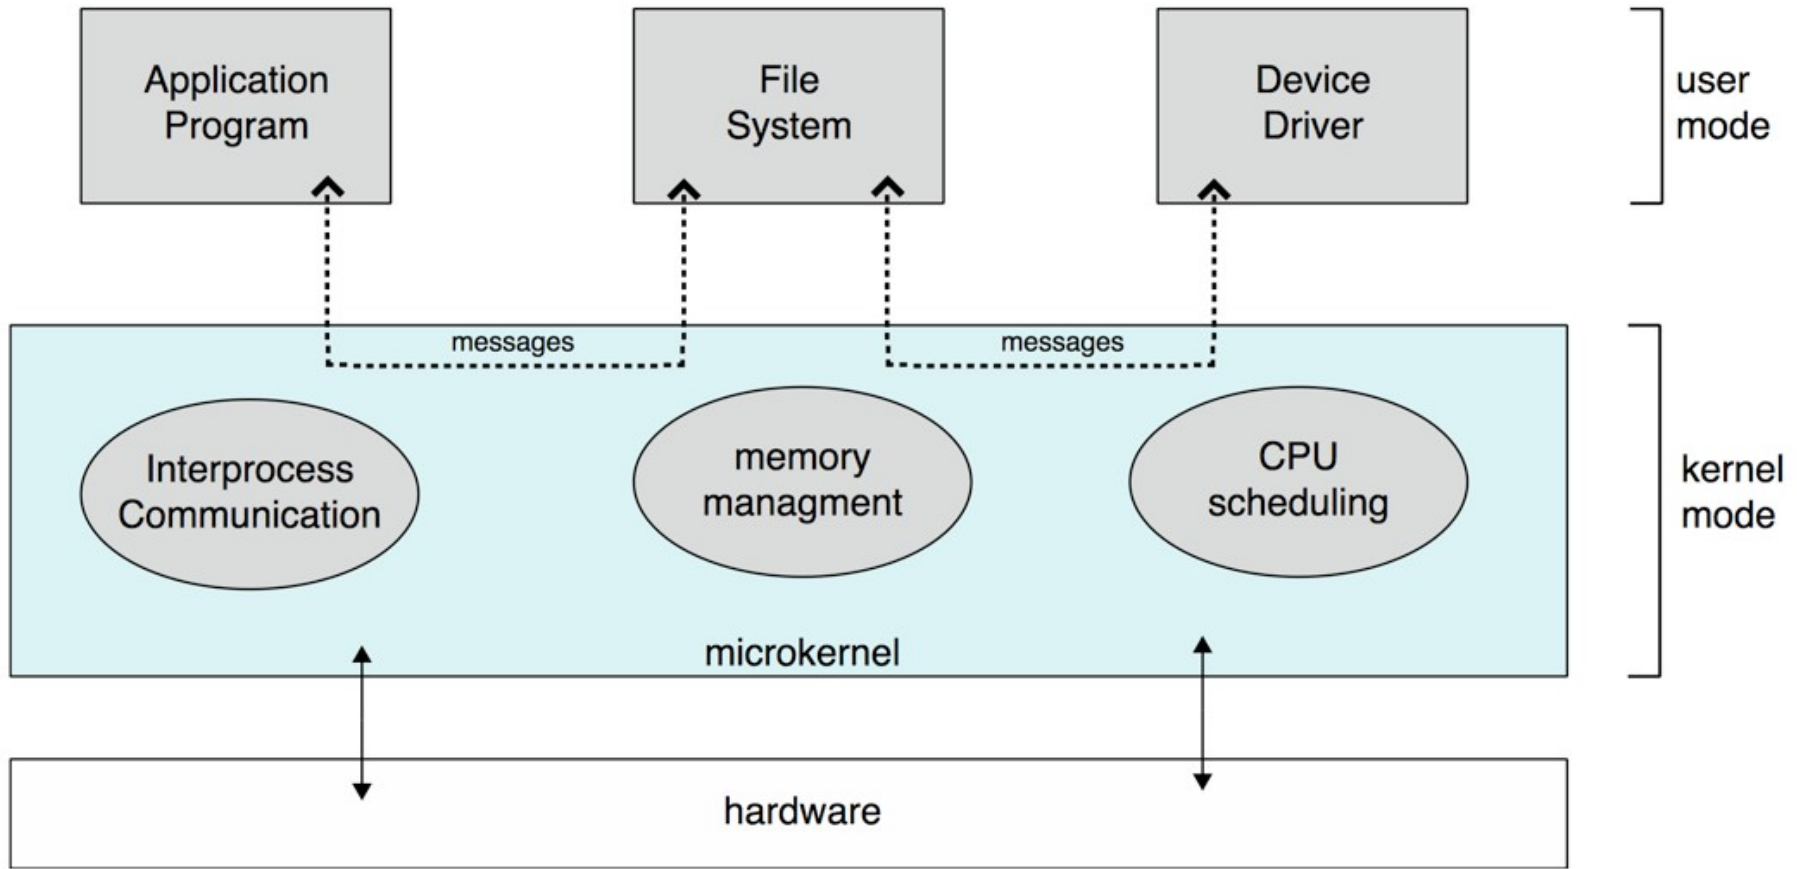 Application
Program
File
System
Device
Driver
user
mode
messages
messages
Interprocess
Communication
memory
managment
CPU
scheduling
kernel
mode
microkernel
hardware